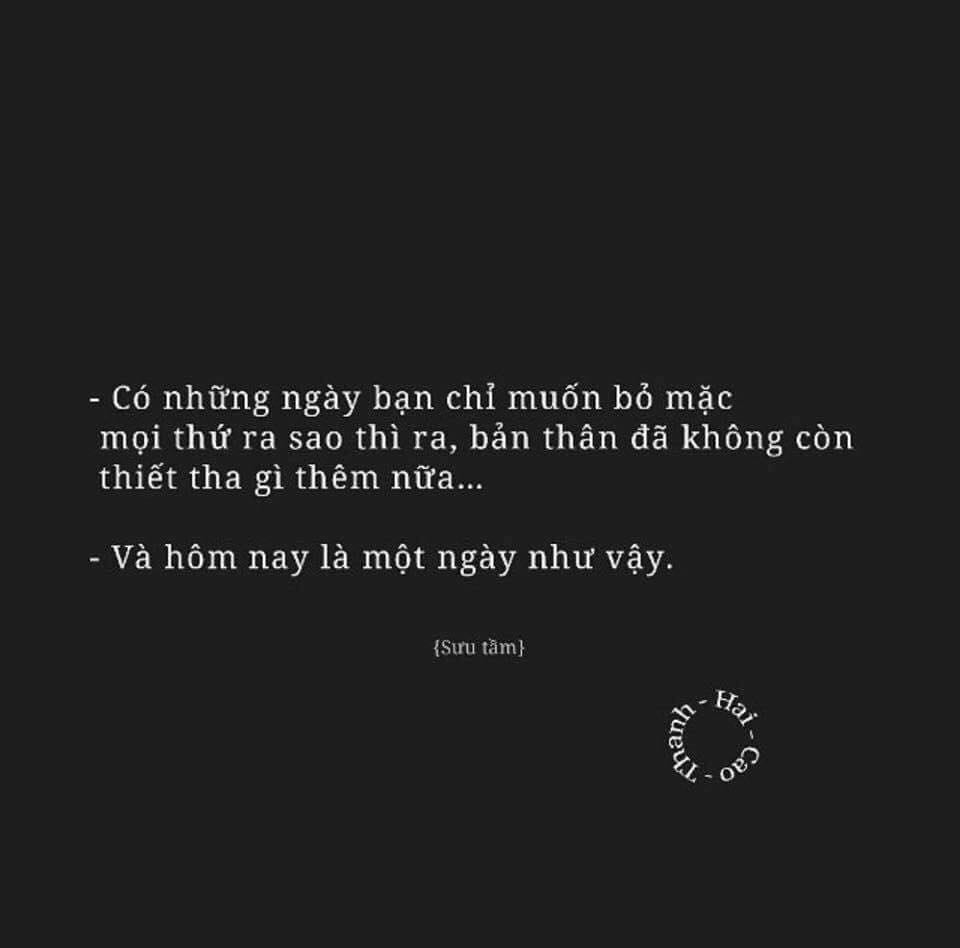 - Có những ngày bạn chỉ muốn bỏ mặc
mọi thứ ra sao thì ra, bản thân đã không còn
thiết tha gì thêm nữa...
- Và hôm nay là một ngày như vậy.
{Sưu tầm}
Thanh - Hai - Cao -